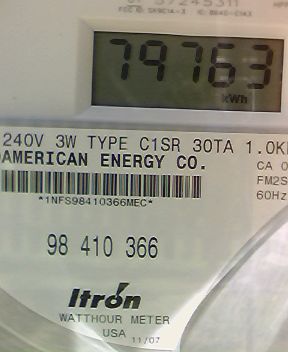 57245311
79763
kWh
240V 3W TYPE C1SR 30TA 1.0K
AMERICAN ENERGY CO.
CA 0
FM2S
60Hz
*1NFS98410366MEC*
98 410 366
Itron
WATTHOUR METER
USA 11/07